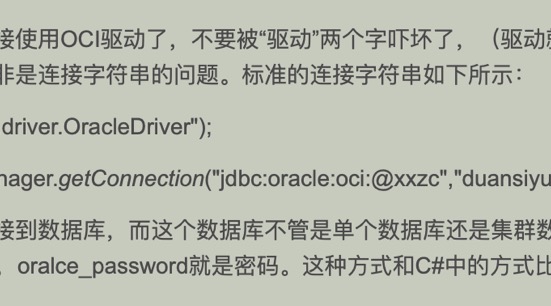 接使用OCI驱动了，不要被“驱动”两个字吓坏了，（驱动
非是连接字符串的问题。标准的连接字符串如下所示：
driver.OracleDriver");
nager.getConnection("jdbc:oracle:oci:@xxzc","duansiyu
接到数据库，而这个数据库不管是单个数据库还是集群数
，oralce_password就是密码。这种方式和C#中的方式比